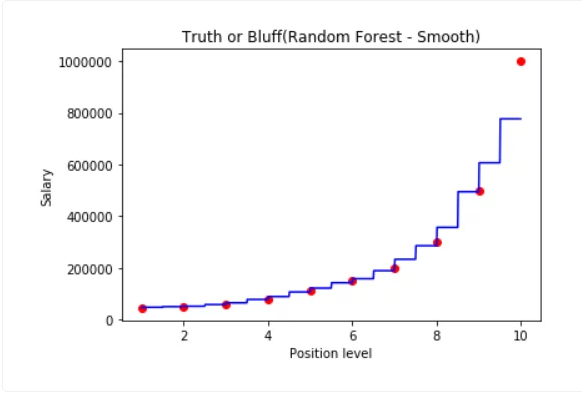 Truth or Bluff(Random Forest - Smooth)
1000000
800000
600000
400000
200000
0
Salary
2 4 6 8 10
Position level